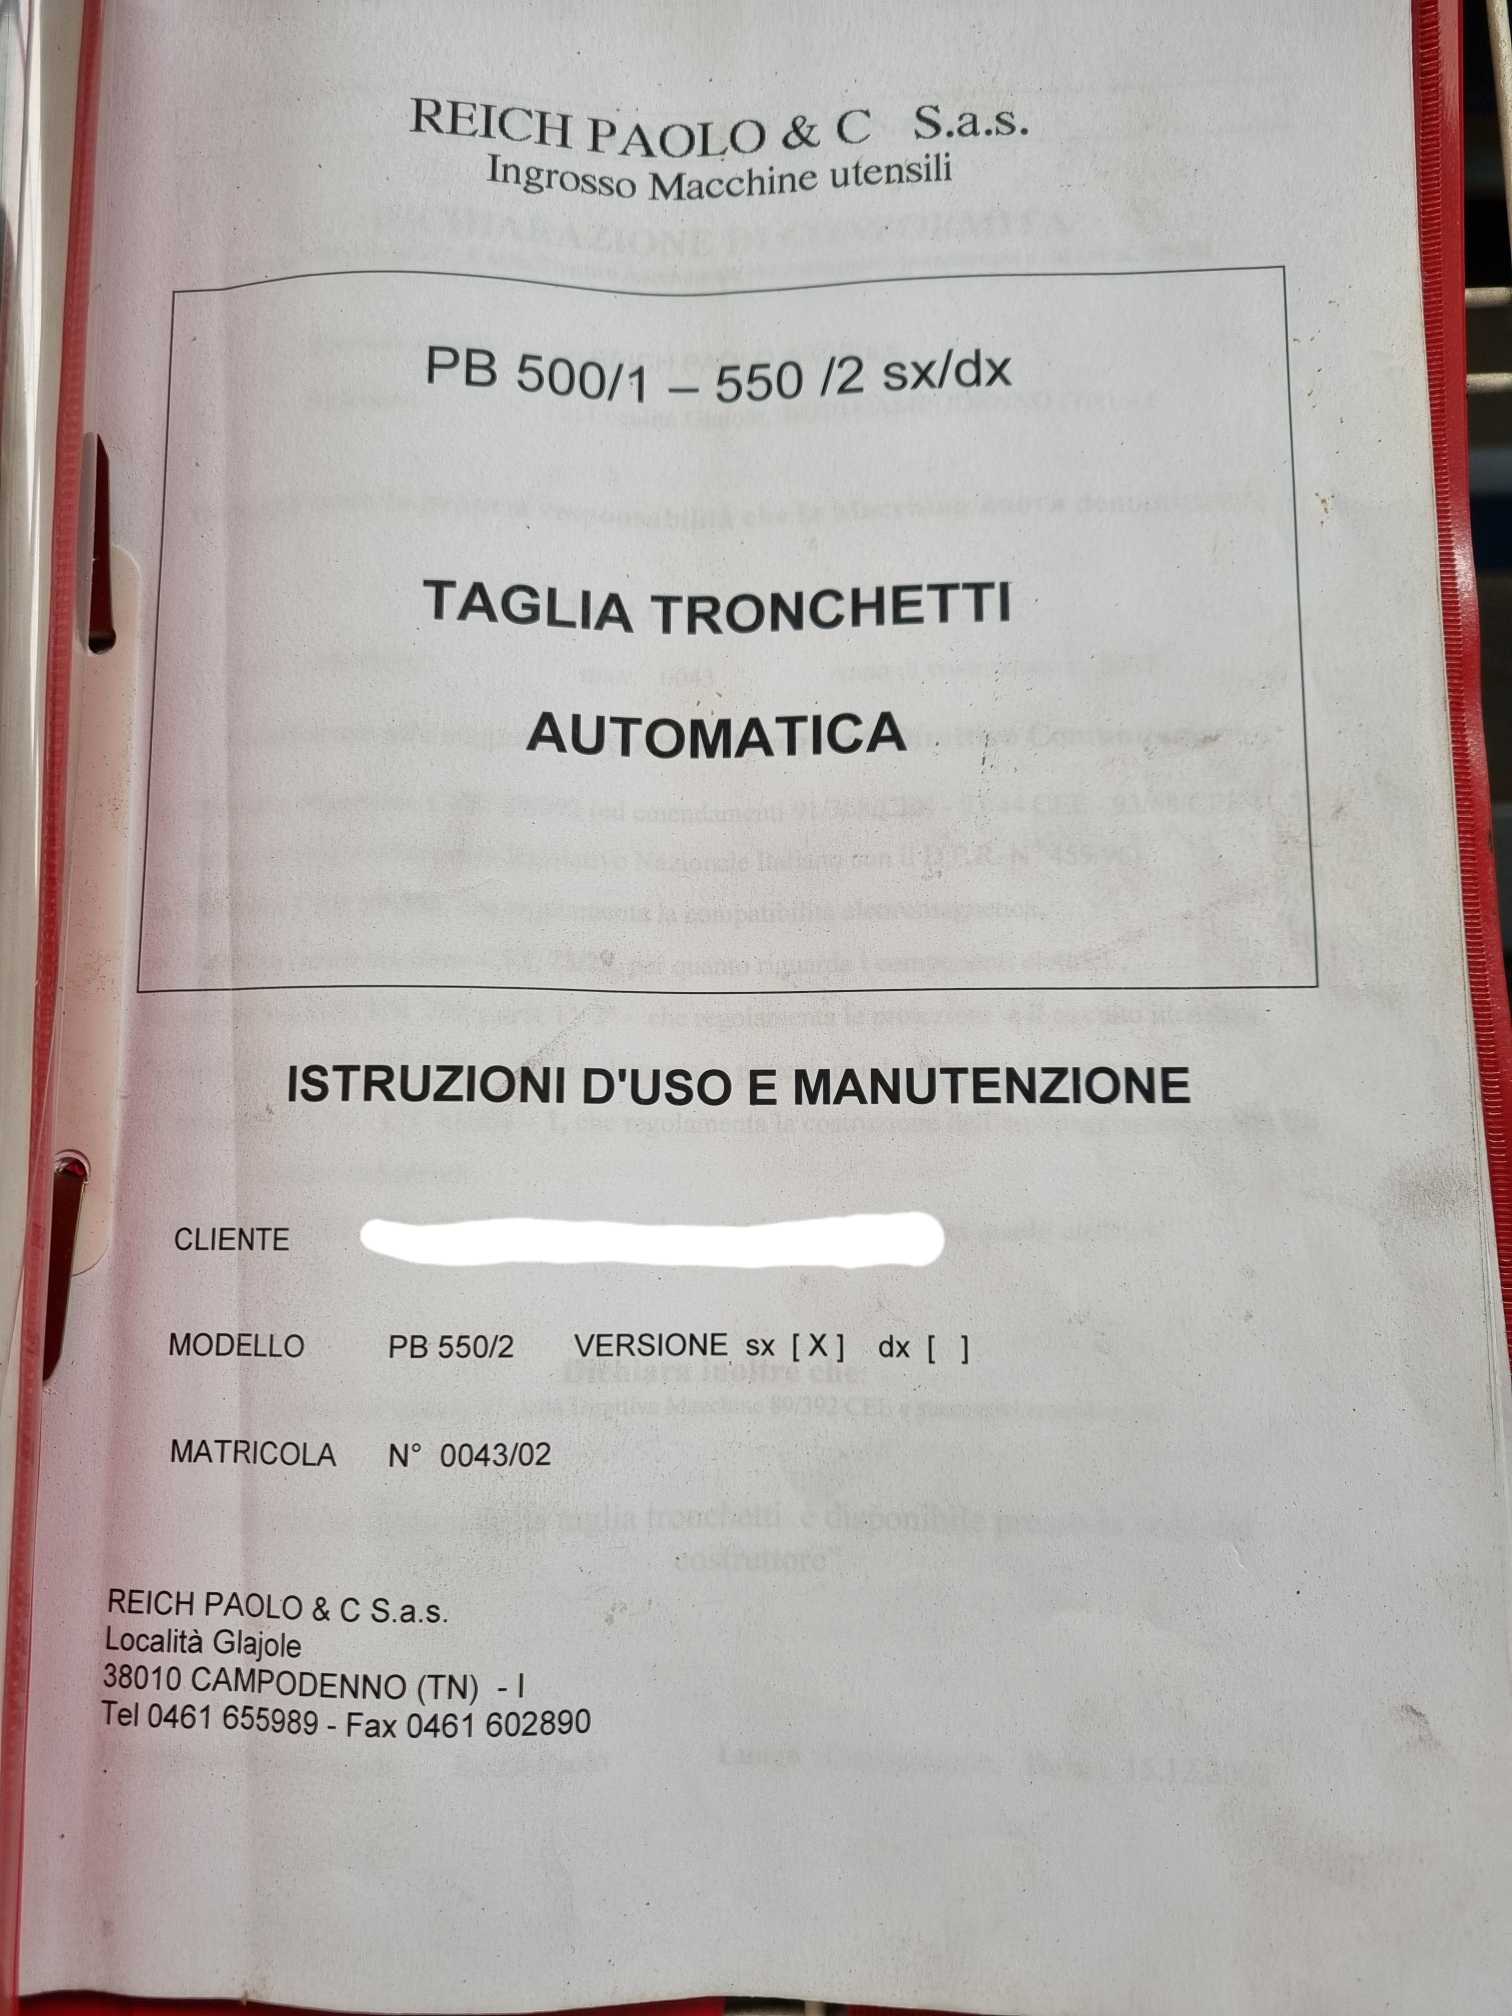 REICH PAOLO & C S.a.s.
Ingrosso Macchine utensili
PB 500/1 – 550 /2 sx/dx
TAGLIA TRONCHETTI
AUTOMATICA
ISTRUZIONI D'USO E MANUTENZIONE
CLIENTE
MODELLO PB 550/2 VERSIONE sx [ X ] dx [ ]
MATRICOLA N° 0043/02
REICH PAOLO & C S.a.s.
Località Glajole
38010 CAMPODENNO (TN) - I
Tel 0461 655989 - Fax 0461 602890